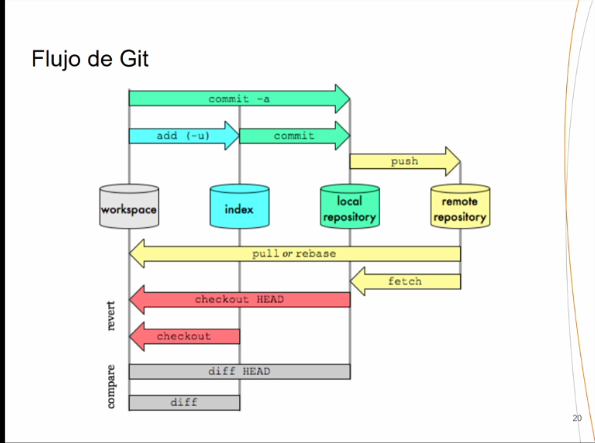 Flujo de Git
commit -a
add (-u)
commit
push
workspace
index
local
repository
remote
repository
pull or rebase
fetch
revert
checkout HEAD
checkout
compare
diff HEAD
diff
20